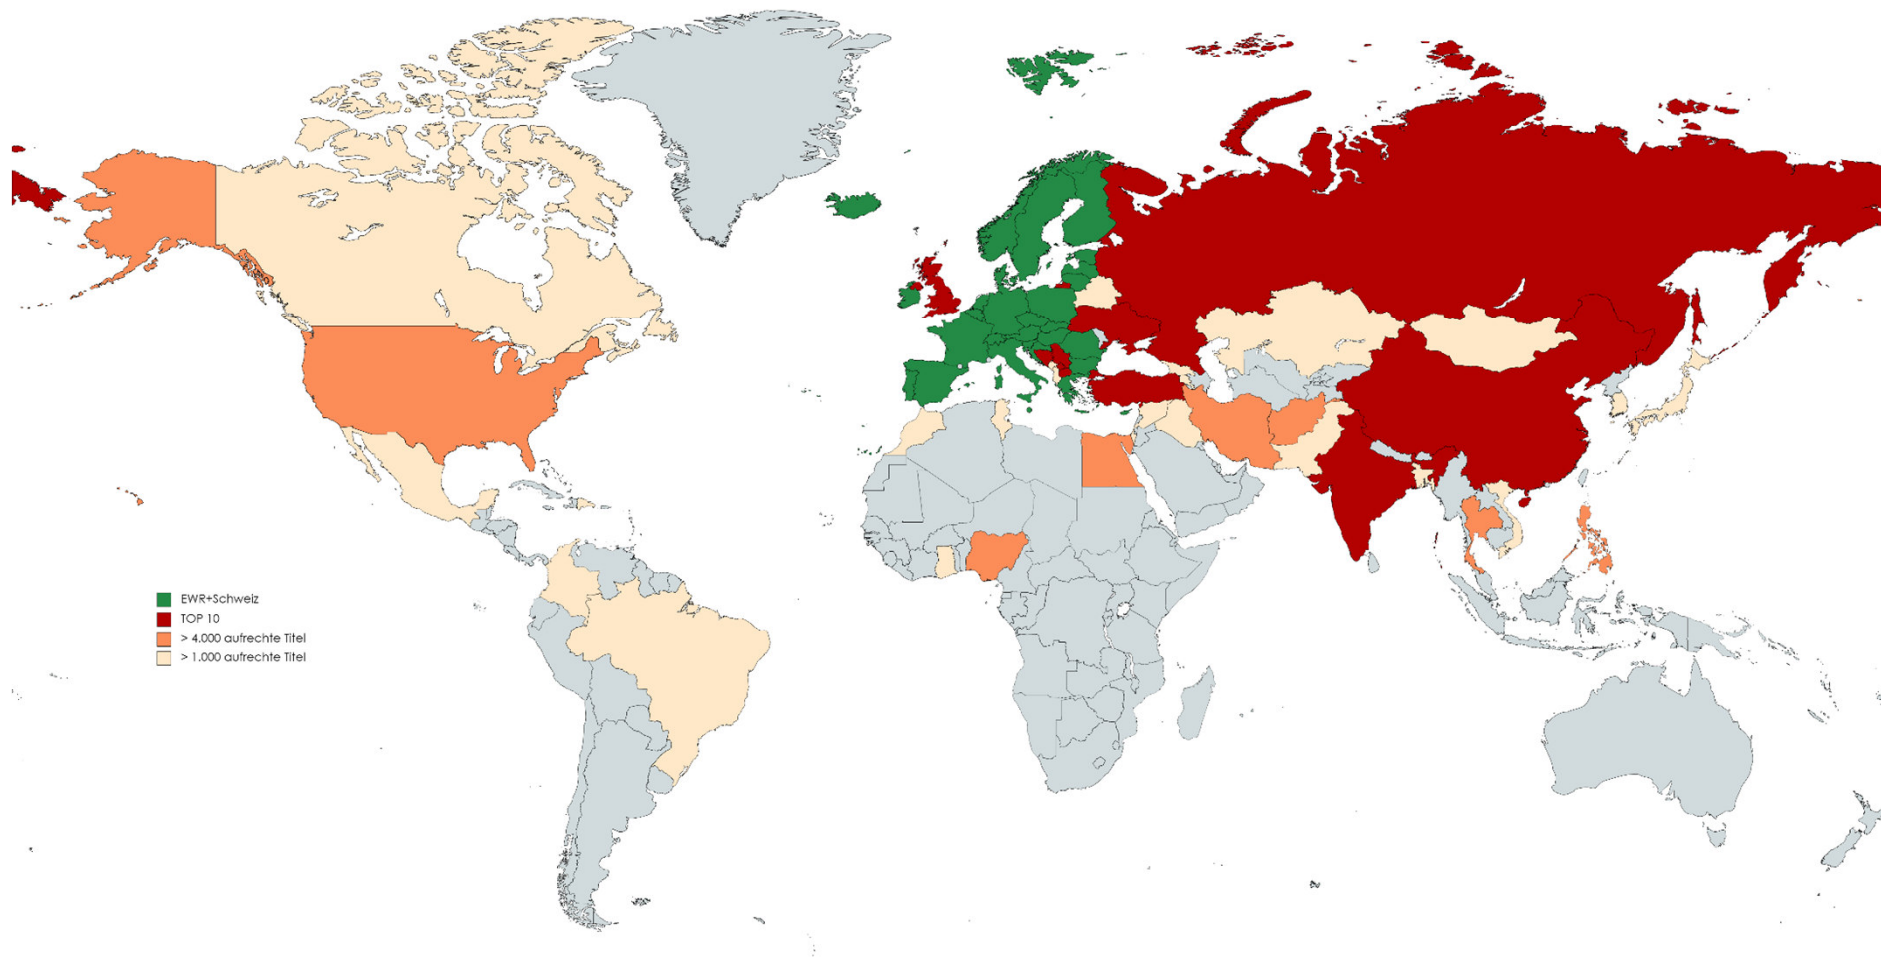 EWR+Schweiz
TOP 10
> 4.000 aufrechte Titel
> 1.000 aufrechte Titel